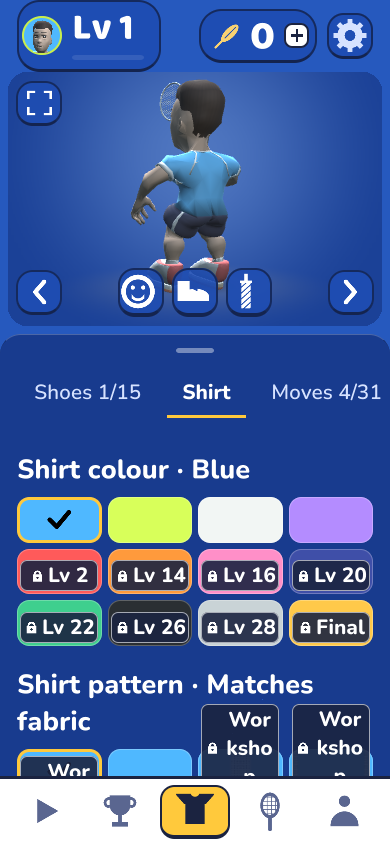 Lv 1
0
Shoes 1/15
Shirt
Moves 4/31
Shirt colour · Blue
Lv 2
Lv 14
Lv 16
Lv 20
Lv 22
Lv 26
Lv 28
Final
Shirt pattern · Matches
fabric
Wor
Wor
ksho
p
Wor
ksho
p